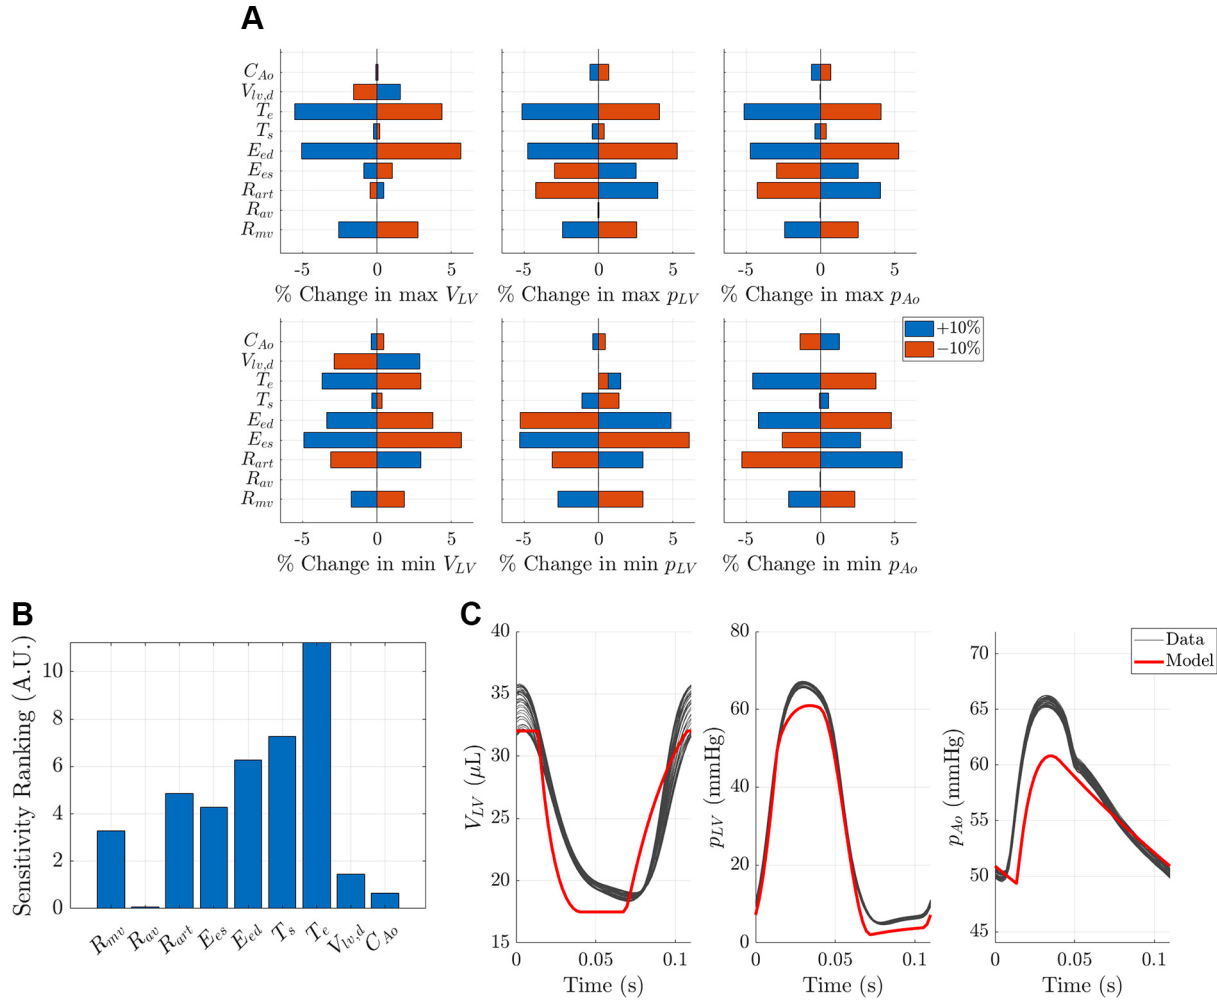 A
C_Ao
V_lv,d
T_e
T_s
E_ed
E_es
R_art
R_av
R_mv
-5 0 5
% Change in max V_LV
-5 0 5
% Change in max p_LV
-5 0 5
% Change in max p_Ao
+10%
−10%
C_Ao
V_lv,d
T_e
T_s
E_ed
E_es
R_art
R_av
R_mv
-5 0 5
% Change in min V_LV
-5 0 5
% Change in min p_LV
-5 0 5
% Change in min p_Ao
B
Sensitivity Ranking (A.U.)
10
8
6
4
2
0
R_mv R_av R_art E_es E_ed T_s T_e V_lv,d C_Ao
C
V_LV (μL)
40
35
30
25
20
15
0 0.05 0.1
Time (s)
p_LV (mmHg)
80
60
40
20
0
0 0.05 0.1
Time (s)
p_Ao (mmHg)
70
65
60
55
50
45
0 0.05 0.1
Time (s)
Data
Model